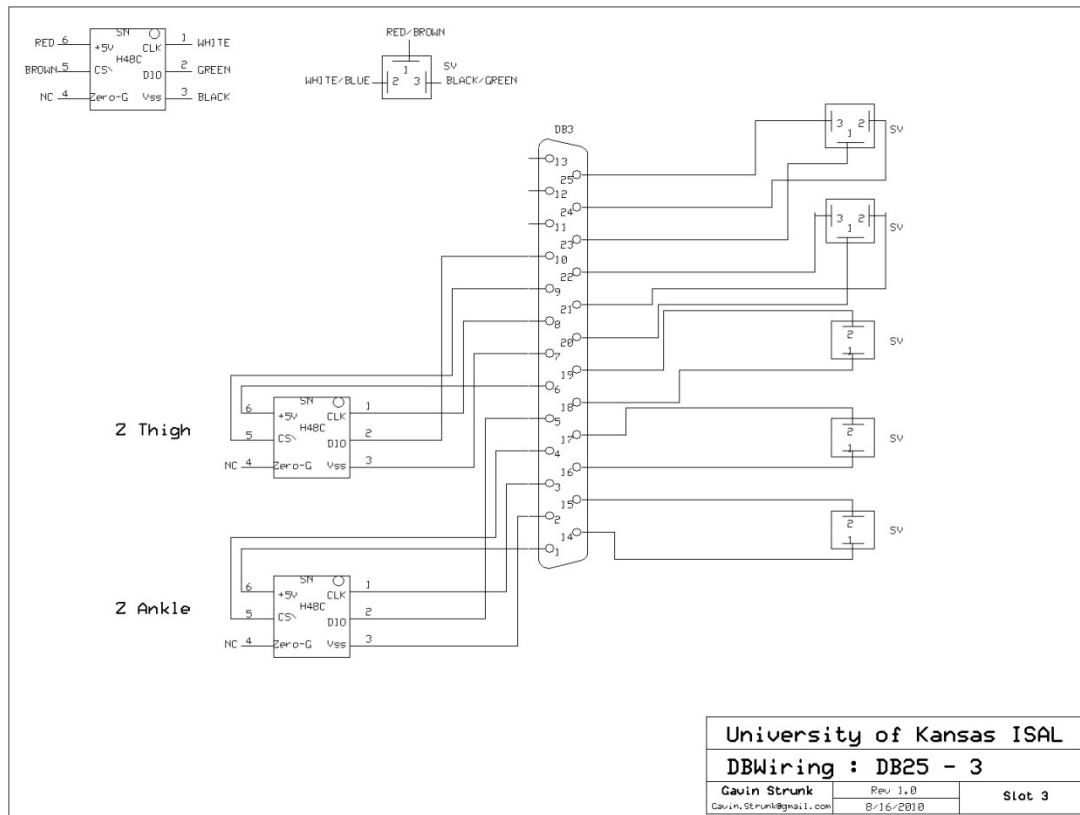 SN
RED 6 +5V CLK 1 WHITE
H48C
BROWN 5 CS\ DIO 2 GREEN
NC 4 Zero-G Vss 3 BLACK
RED/BROWN
1 SV
WHITE/BLUE 2 3 BLACK/GREEN
DB3
13
25
12
24
11
23
10
22
9
21
8
20
7
19
6
18
5
17
4
16
3
15
2
14
1
3 2 SV
1
3 2 SV
1
2 SV
1
2 SV
1
2 SV
1
Z Thigh
SN
6 +5V CLK 1
H48C
5 CS\ DIO 2
NC 4 Zero-G Vss 3
Z Ankle
SN
6 +5V CLK 1
H48C
5 CS\ DIO 2
NC 4 Zero-G Vss 3
University of Kansas ISAL
DBWiring : DB25 - 3
Gavin Strunk
Gavin.Strunk@gmail.com
Rev 1.0
8/16/2010
Slot 3